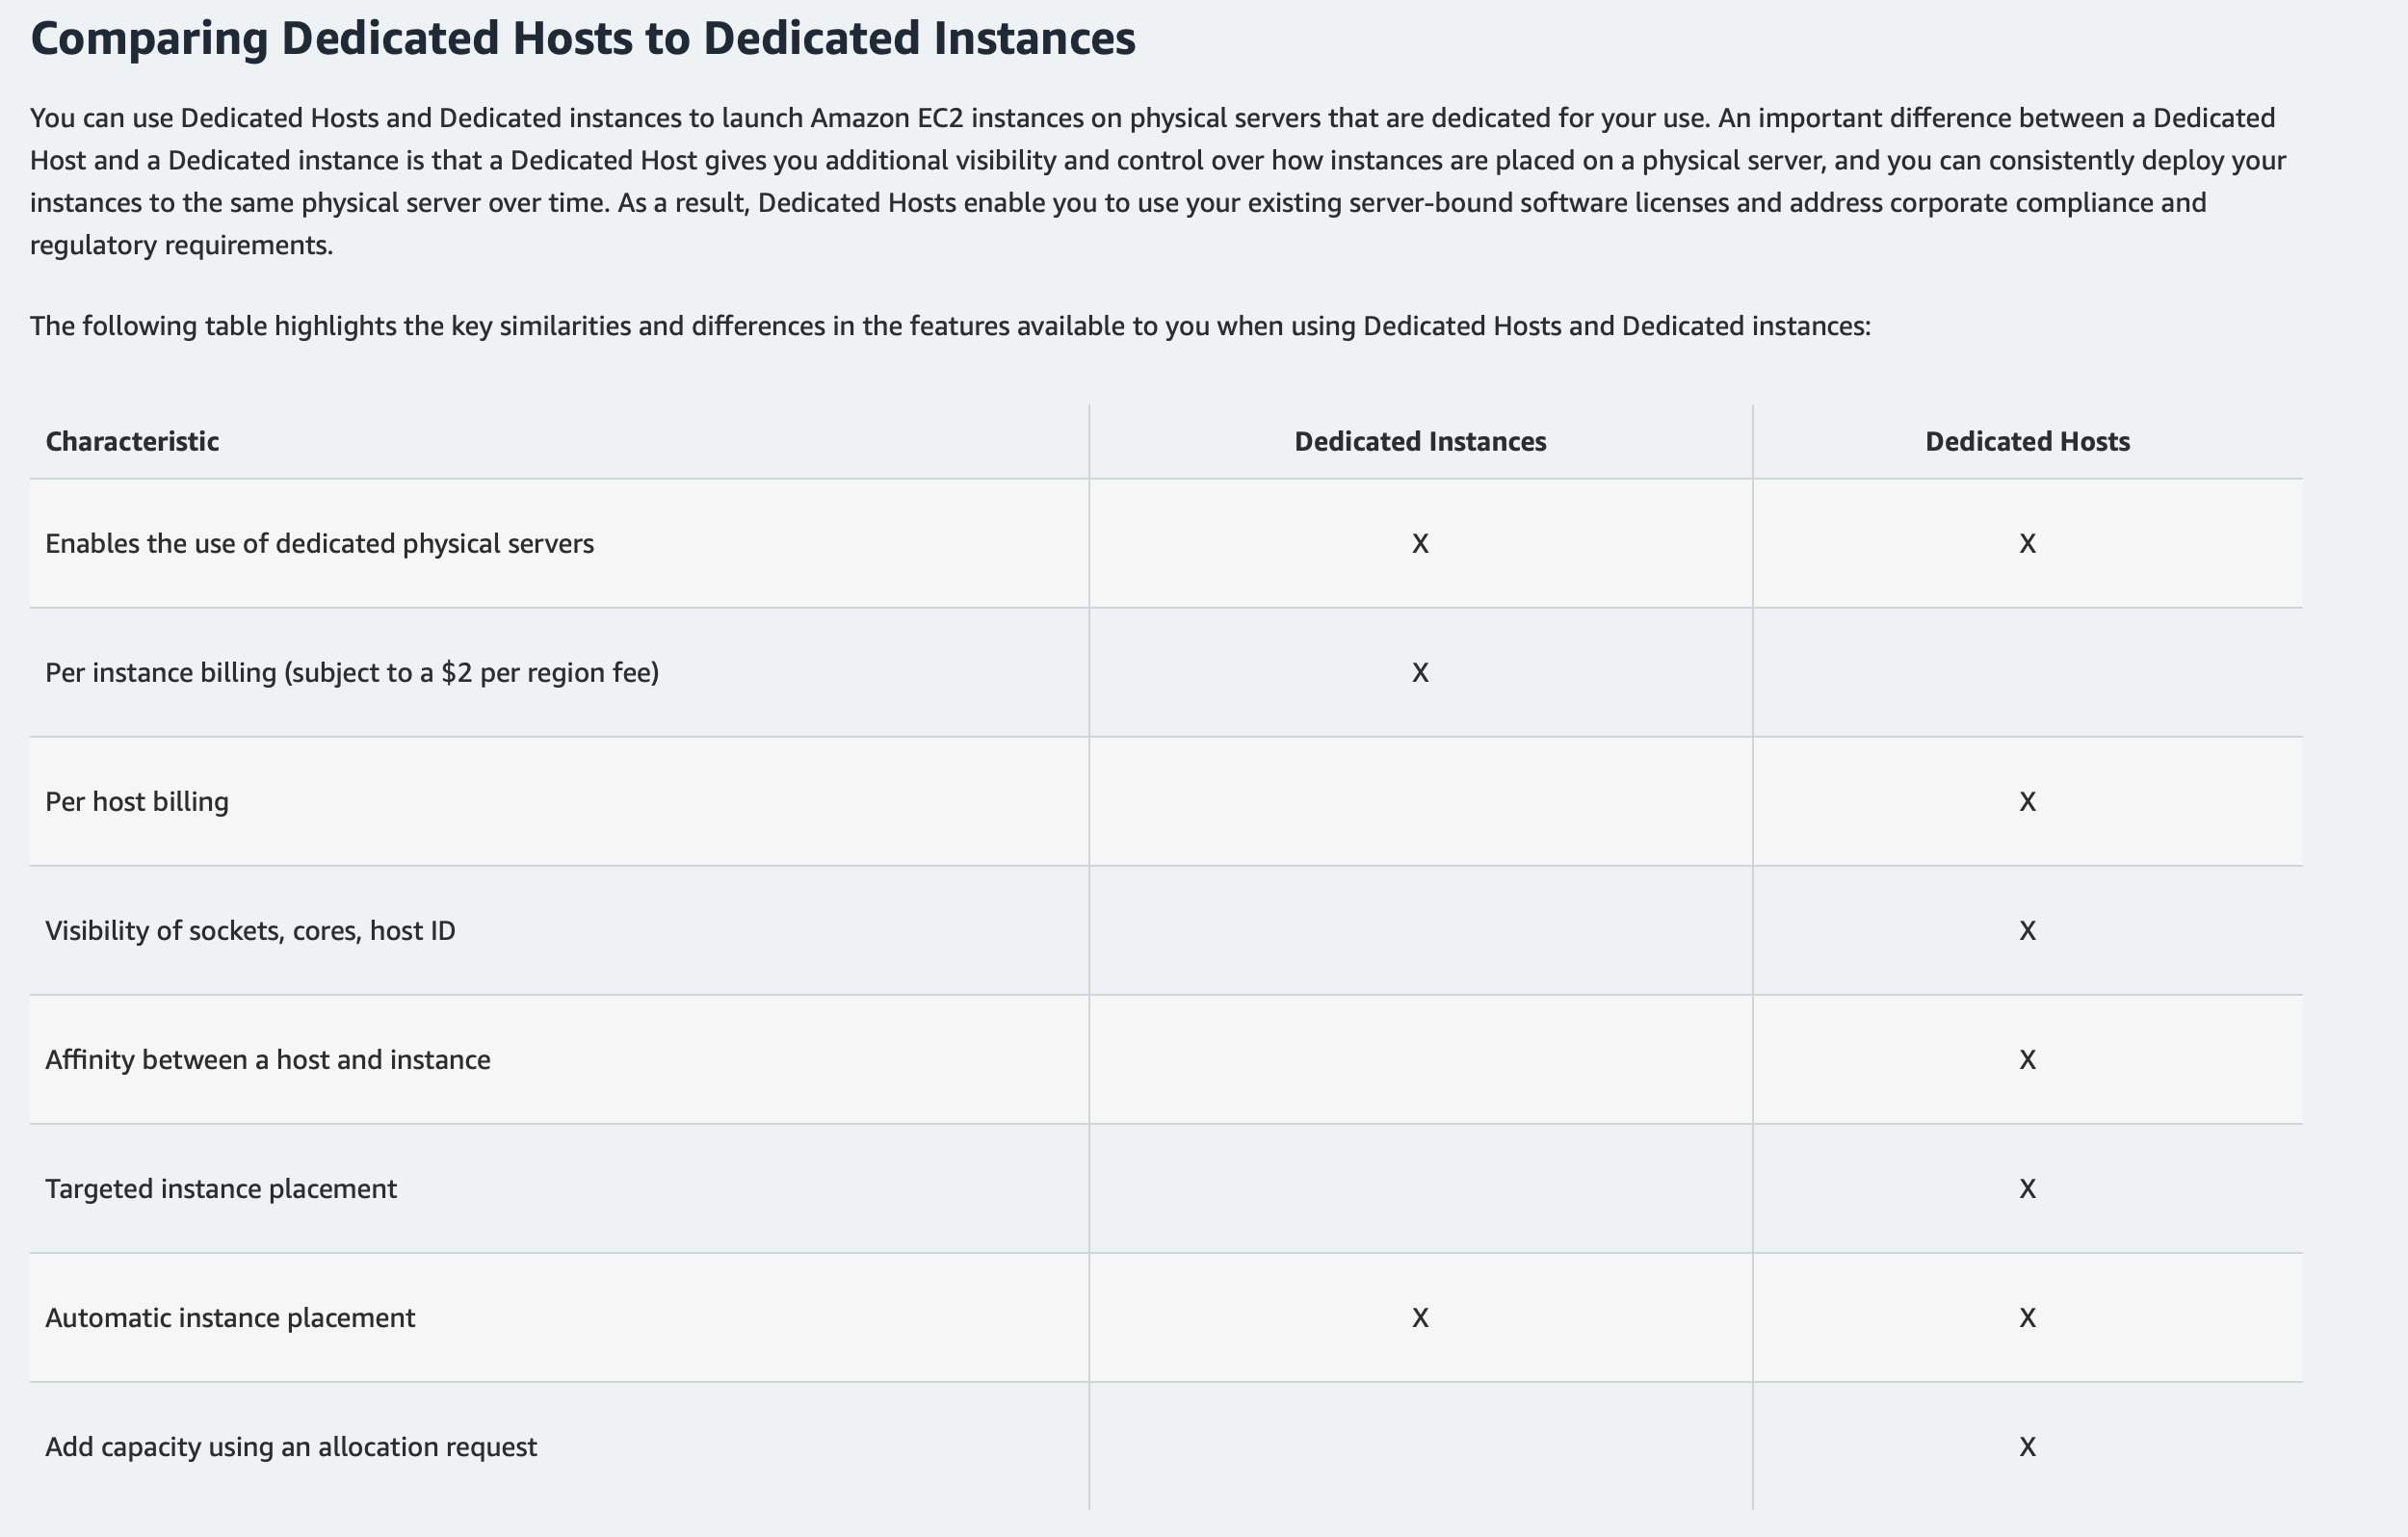 Comparing Dedicated Hosts to Dedicated Instances
You can use Dedicated Hosts and Dedicated instances to launch Amazon EC2 instances on physical servers that are dedicated for your use. An important difference between a Dedicated
Host and a Dedicated instance is that a Dedicated Host gives you additional visibility and control over how instances are placed on a physical server, and you can consistently deploy your
instances to the same physical server over time. As a result, Dedicated Hosts enable you to use your existing server-bound software licenses and address corporate compliance and
regulatory requirements.
The following table highlights the key similarities and differences in the features available to you when using Dedicated Hosts and Dedicated instances:
Characteristic Dedicated Instances Dedicated Hosts
Enables the use of dedicated physical servers X X
Per instance billing (subject to a $2 per region fee) X
Per host billing X
Visibility of sockets, cores, host ID X
Affinity between a host and instance X
Targeted instance placement X
Automatic instance placement X X
Add capacity using an allocation request X